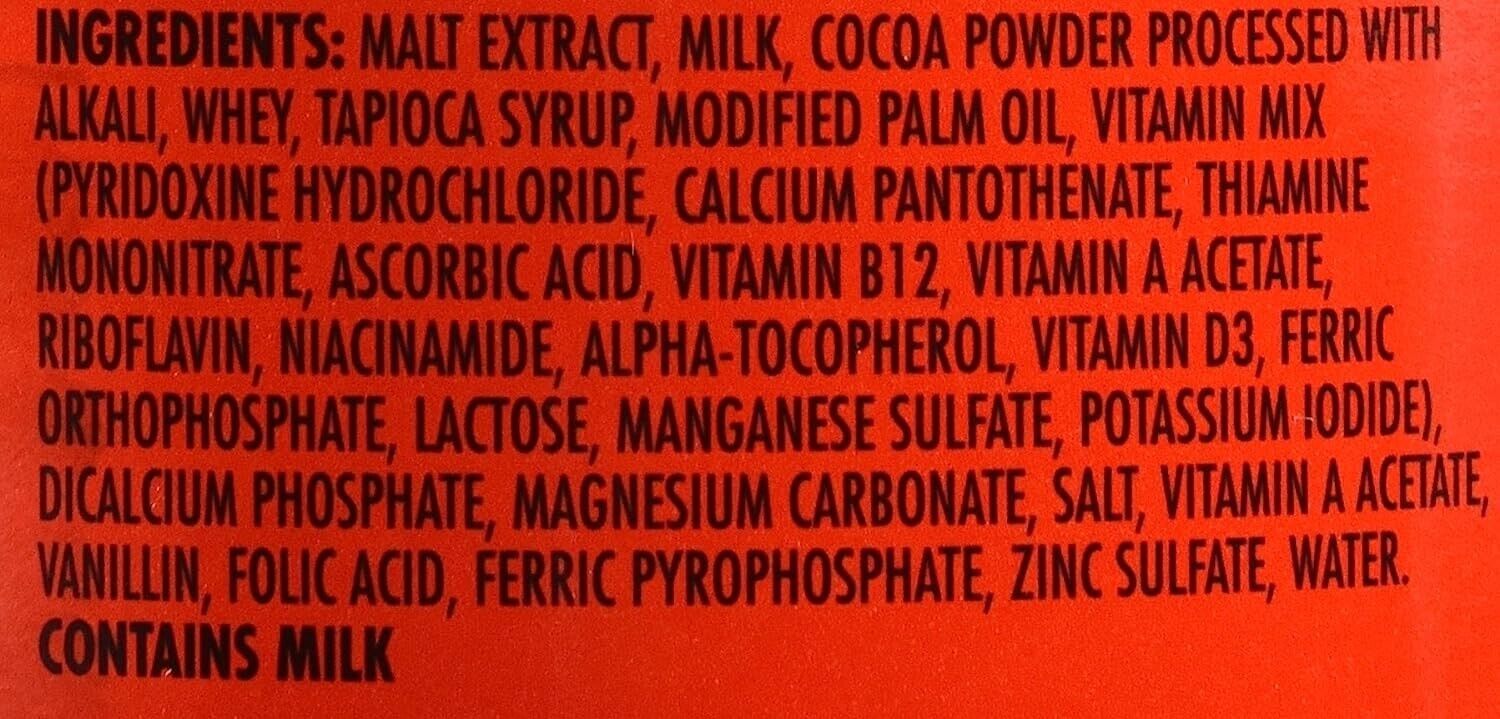 INGREDIENTS: MALT EXTRACT, MILK, COCOA POWDER PROCESSED WITH
ALKALI, WHEY, TAPIOCA SYRUP, MODIFIED PALM OIL, VITAMIN MIX
(PYRIDOXINE HYDROCHLORIDE, CALCIUM PANTOTHENATE, THIAMINE
MONONITRATE, ASCORBIC ACID, VITAMIN B12, VITAMIN A ACETATE,
RIBOFLAVIN, NIACINAMIDE, ALPHA-TOCOPHEROL, VITAMIN D3, FERRIC
ORTHOPHOSPHATE, LACTOSE, MANGANESE SULFATE, POTASSIUM IODIDE),
DICALCIUM PHOSPHATE, MAGNESIUM CARBONATE, SALT, VITAMIN A ACETATE,
VANILLIN, FOLIC ACID, FERRIC PYROPHOSPHATE, ZINC SULFATE, WATER.
CONTAINS MILK